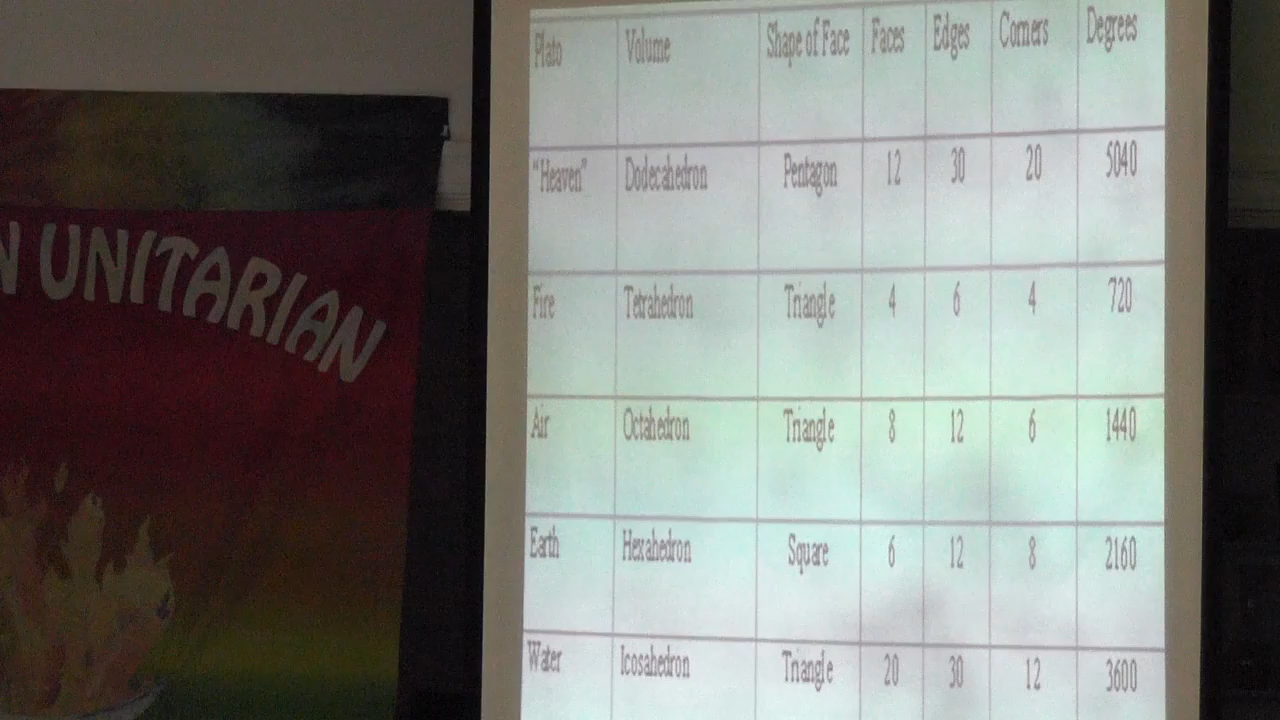 N UNITARIAN
Plato Volume Shape of Face Faces Edges Corners Degrees
“Heaven” Dodecahedron Pentagon 12 30 20 5040
Fire Tetrahedron Triangle 4 6 4 720
Air Octahedron Triangle 8 12 6 1440
Earth Hexahedron Square 6 12 8 2160
Water Icosahedron Triangle 20 30 12 3600